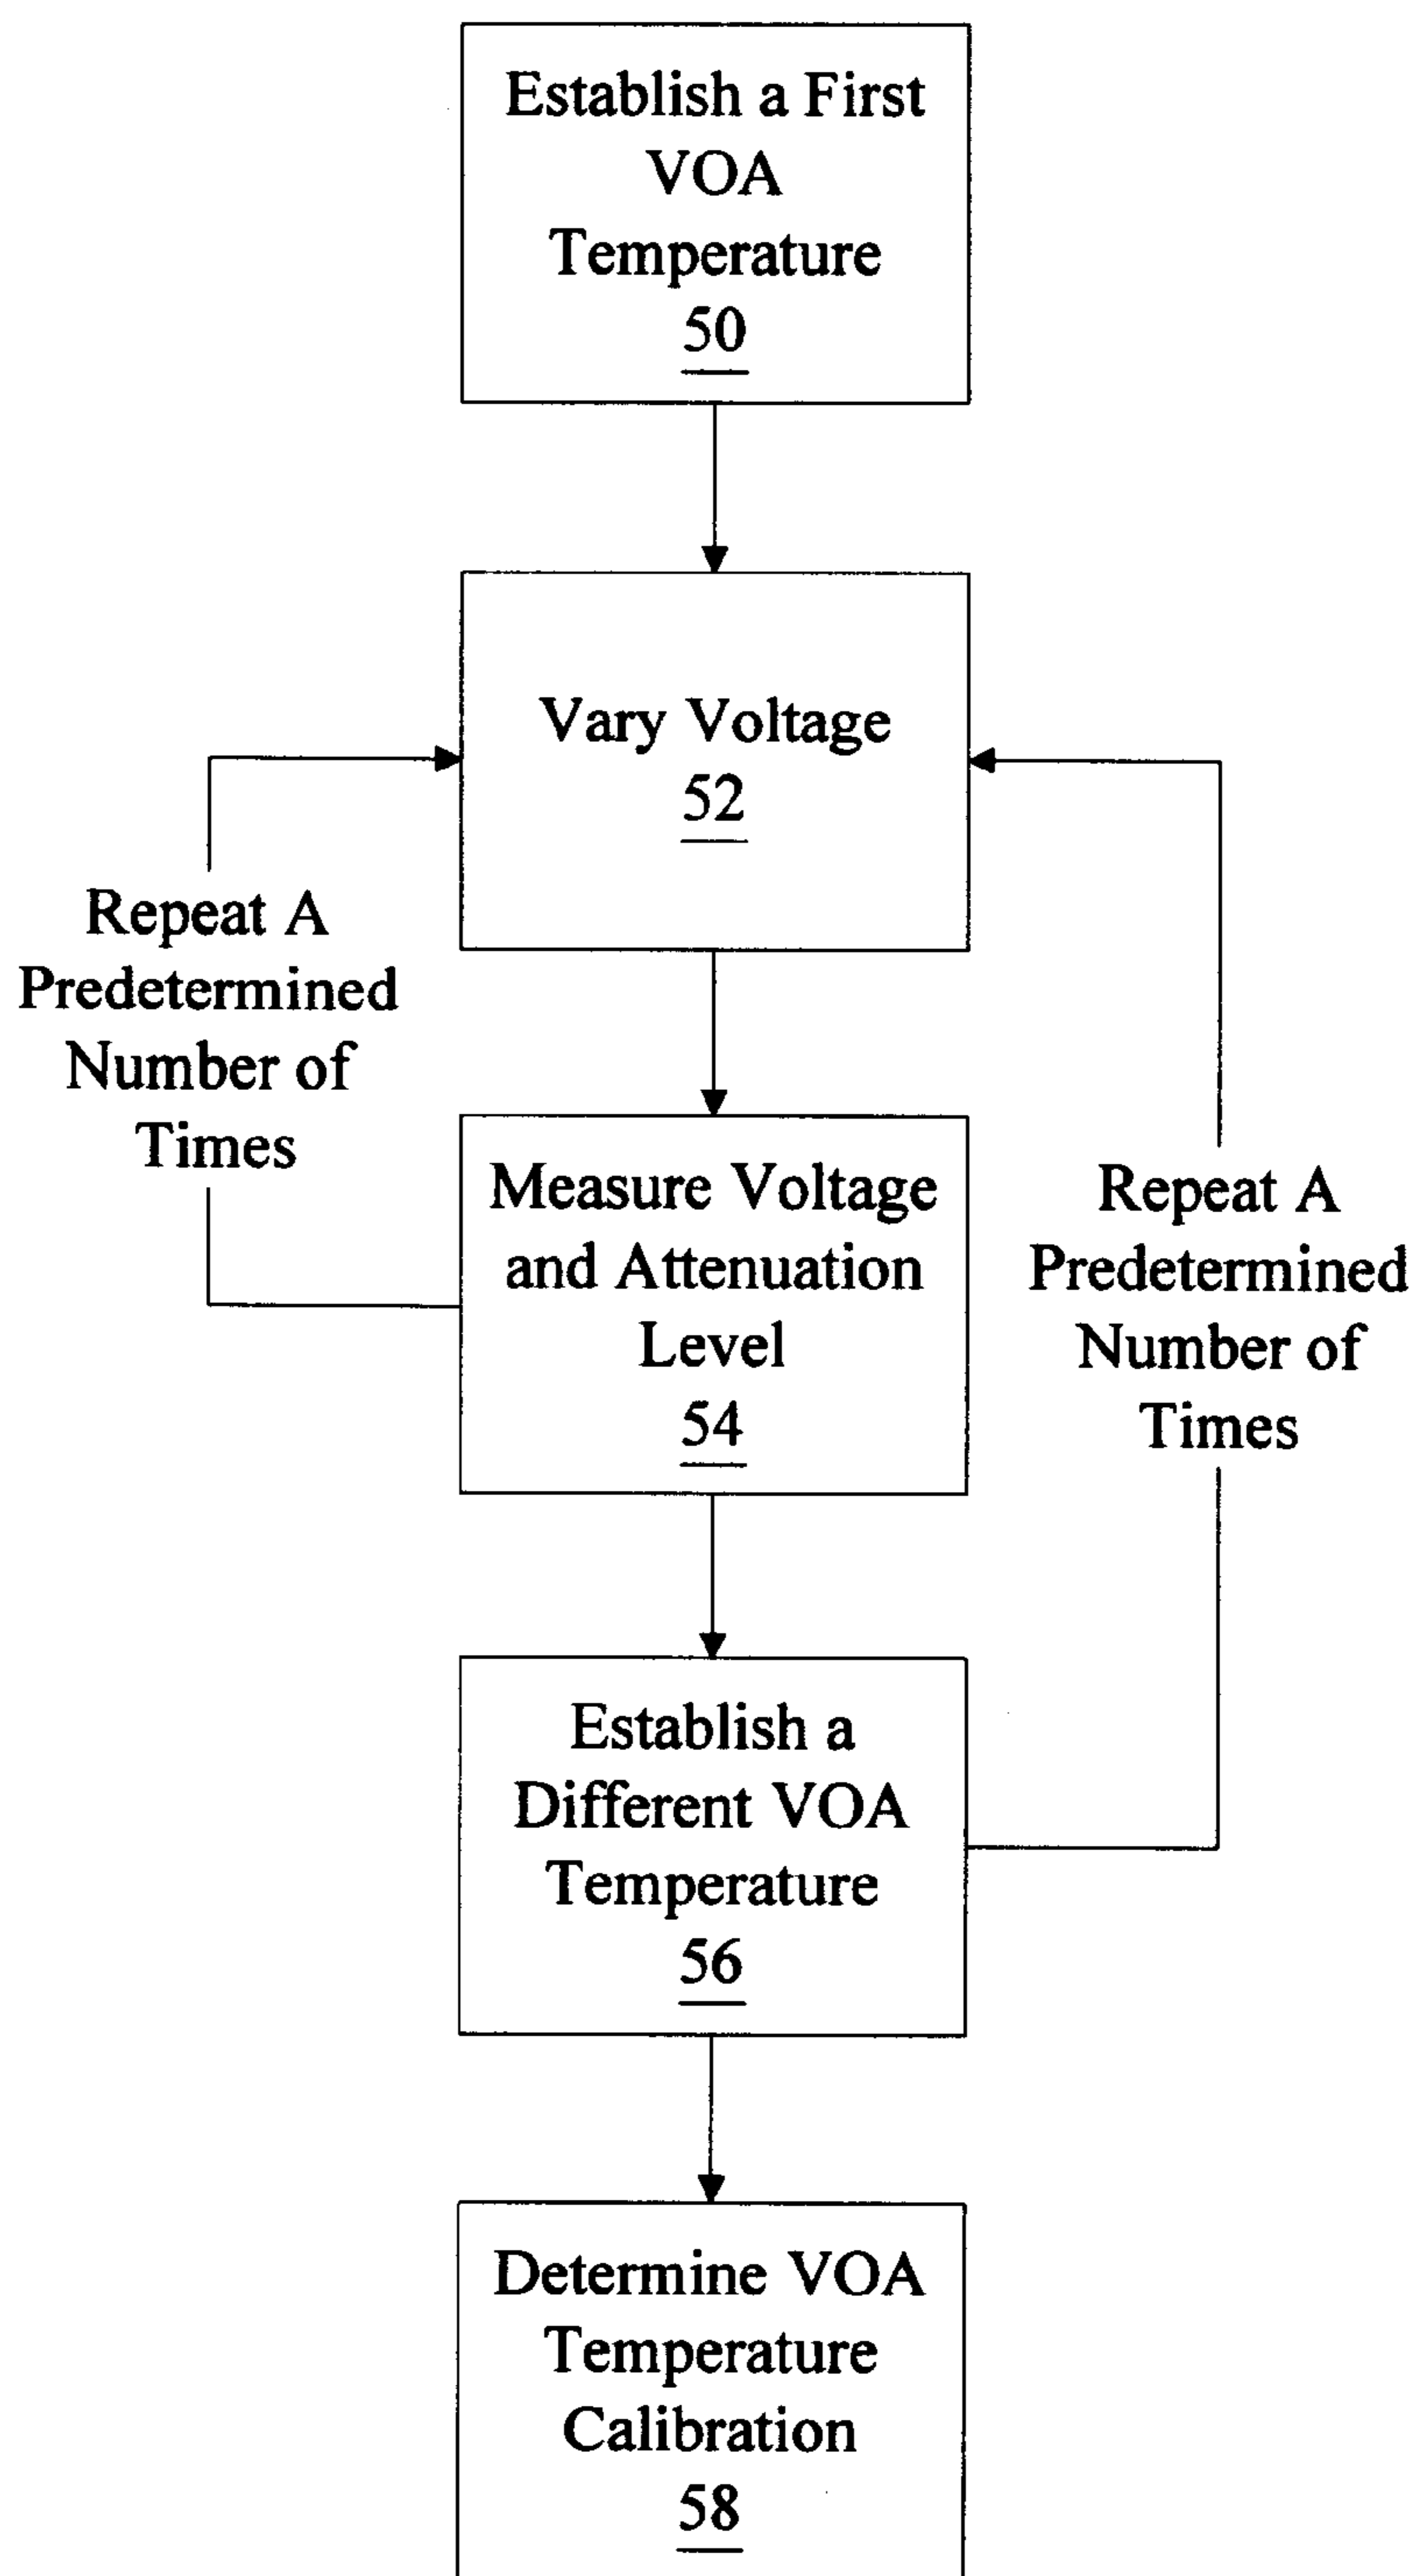 Establish a First
VOA
Temperature
50
Vary Voltage
52
Repeat A
Predetermined
Number of
Times
Measure Voltage
and Attenuation
Level
54
Repeat A
Predetermined
Number of
Times
Establish a
Different VOA
Temperature
56
Determine VOA
Temperature
Calibration
58